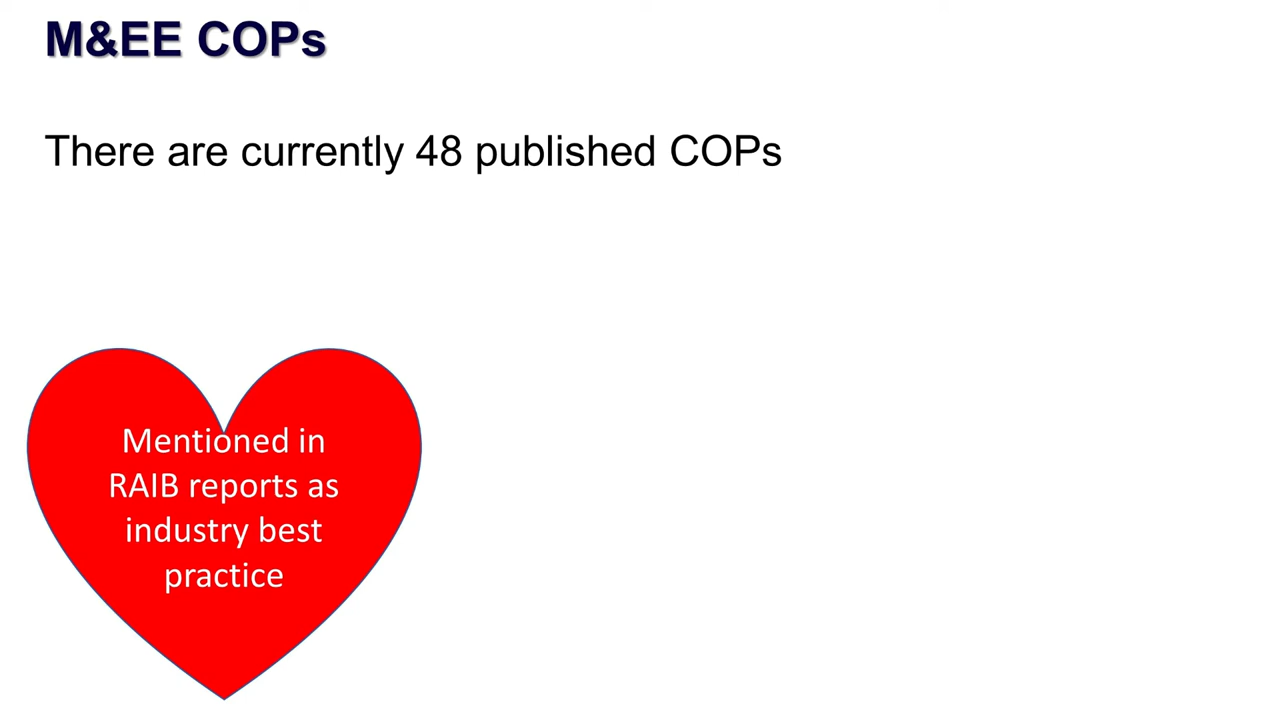 M&EE COPs
There are currently 48 published COPs
Mentioned in
RAIB reports as
industry best
practice